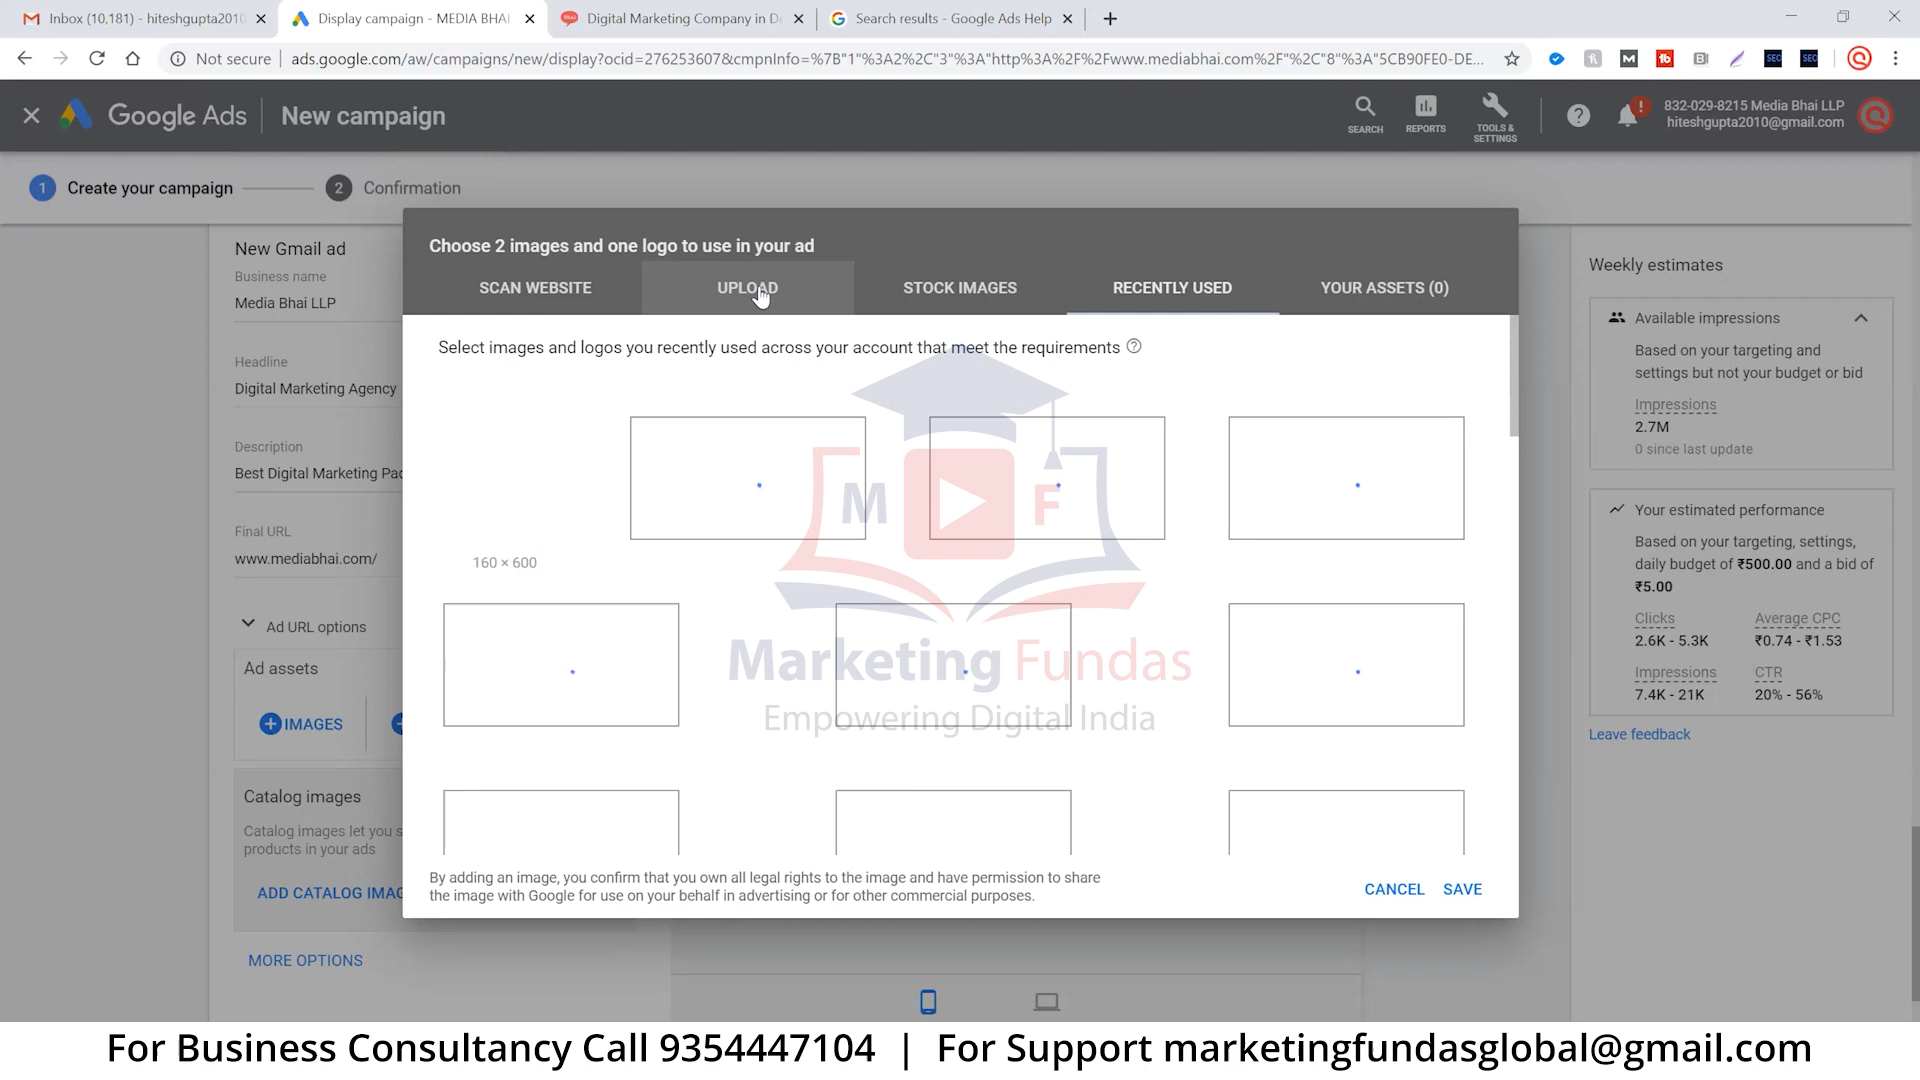 Inbox (10,181) - hiteshgupta2010
Display campaign - MEDIA BHAI
Digital Marketing Company in De
Search results - Google Ads Help
Not secure
ads.google.com/aw/campaigns/new/display?ocid=276253607&cmpnInfo=%7B"1"%3A2%2C"3"%3A"http%3A%2F%2Fwww.mediabhai.com%2F"%2C"8"%3A"5CB90FE0-DE...
Google Ads
New campaign
SEARCH
REPORTS
TOOLS &
SETTINGS
832-029-8215 Media Bhai LLP
hiteshgupta2010@gmail.com
1 Create your campaign
2 Confirmation
New Gmail ad
Business name
Media Bhai LLP
Headline
Digital Marketing Agency
Description
Best Digital Marketing Pac
Final URL
www.mediabhai.com/
Ad URL options
Ad assets
IMAGES
Catalog images
Catalog images let you s
products in your ads
ADD CATALOG IMAG
MORE OPTIONS
Choose 2 images and one logo to use in your ad
SCAN WEBSITE
UPLOAD
STOCK IMAGES
RECENTLY USED
YOUR ASSETS (0)
Select images and logos you recently used across your account that meet the requirements
160 × 600
M F
Marketing Fundas
Empowering Digital India
By adding an image, you confirm that you own all legal rights to the image and have permission to share
the image with Google for use on your behalf in advertising or for other commercial purposes.
CANCEL
SAVE
Weekly estimates
Available impressions
Based on your targeting and
settings but not your budget or bid
Impressions
2.7M
0 since last update
Your estimated performance
Based on your targeting, settings,
daily budget of ₹500.00 and a bid of
₹5.00
Clicks
Average CPC
2.6K - 5.3K
₹0.74 - ₹1.53
Impressions
CTR
7.4K - 21K
20% - 56%
Leave feedback
For Business Consultancy Call 9354447104 | For Support marketingfundasglobal@gmail.com